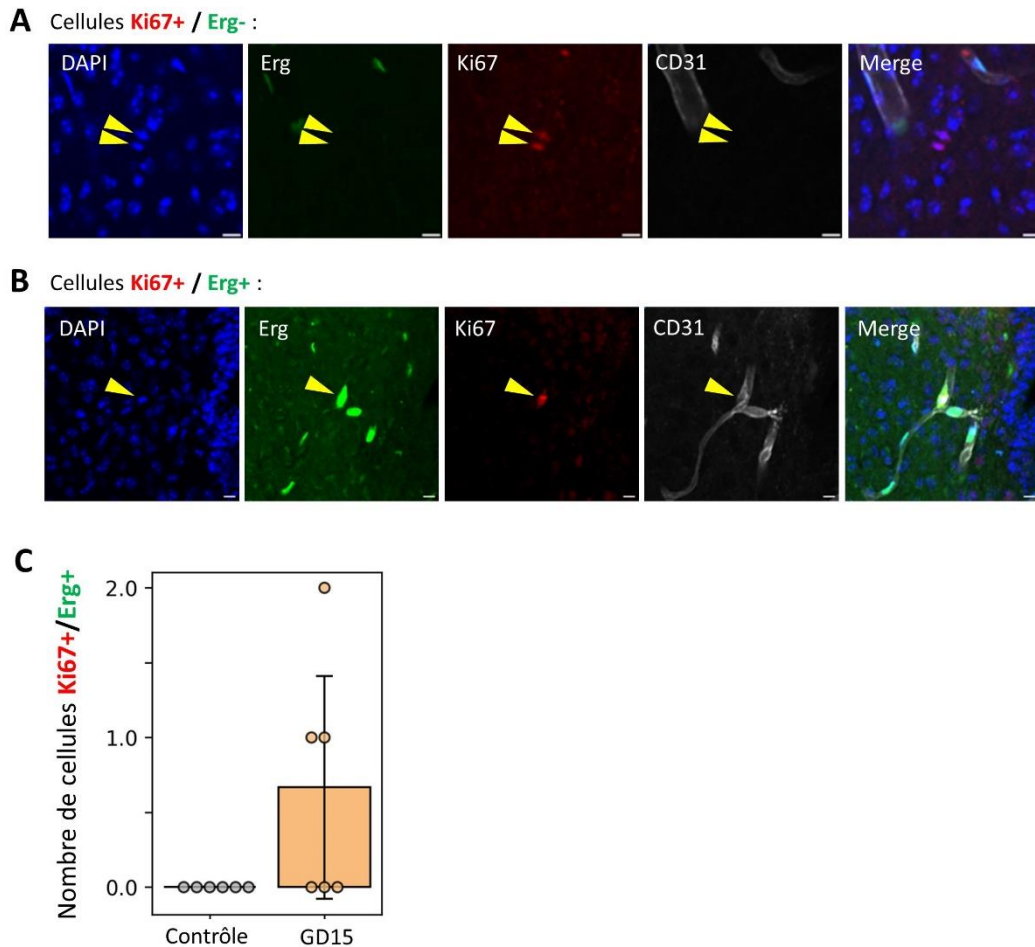 A Cellules Ki67+ / Erg- :
DAPI Erg Ki67 CD31 Merge
B Cellules Ki67+ / Erg+ :
DAPI Erg Ki67 CD31 Merge
C
Nombre de cellules Ki67+/Erg+
2.0
1.0
0.0
Contrôle GD15